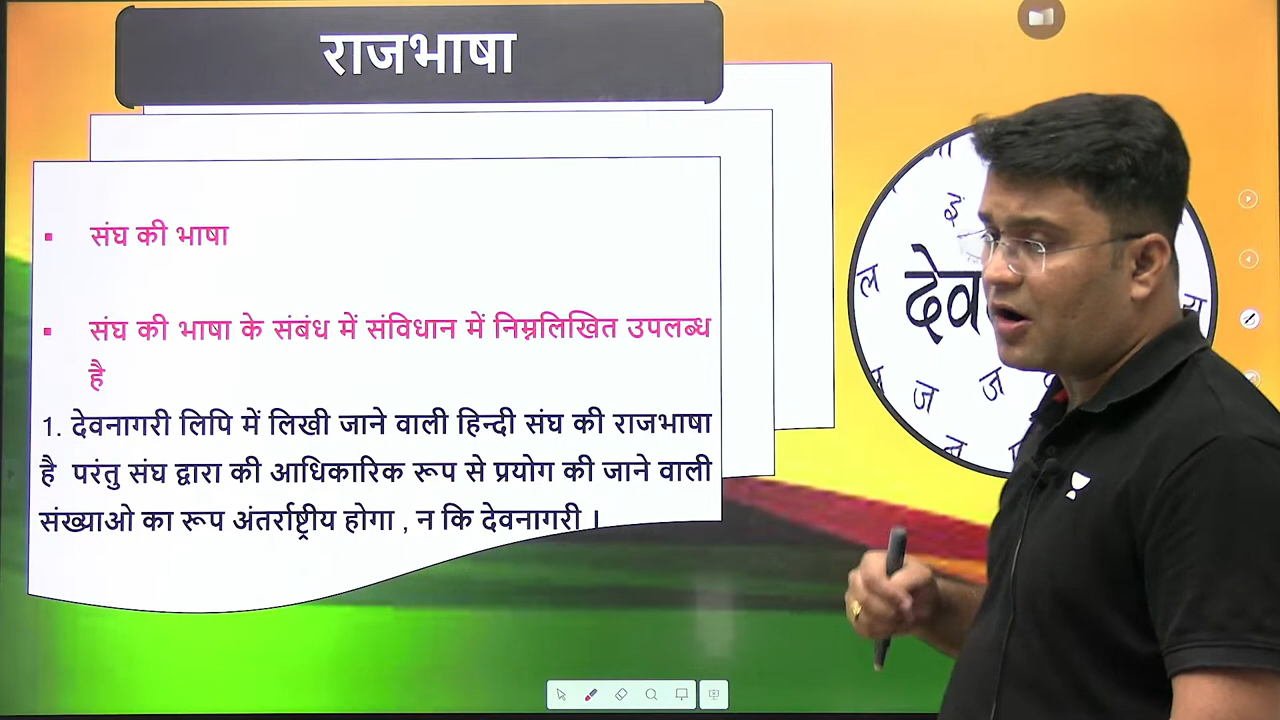 राजभाषा
संघ की भाषा
संघ की भाषा के संबंध में संविधान में निम्नलिखित उपलब्ध
है
1. देवनागरी लिपि में लिखी जाने वाली हिन्दी संघ की राजभाषा
है परंतु संघ द्वारा की आधिकारिक रूप से प्रयोग की जाने वाली
संख्याओ का रूप अंतर्राष्ट्रीय होगा , न कि देवनागरी ।
इ
ल
देव
ज
ज
न